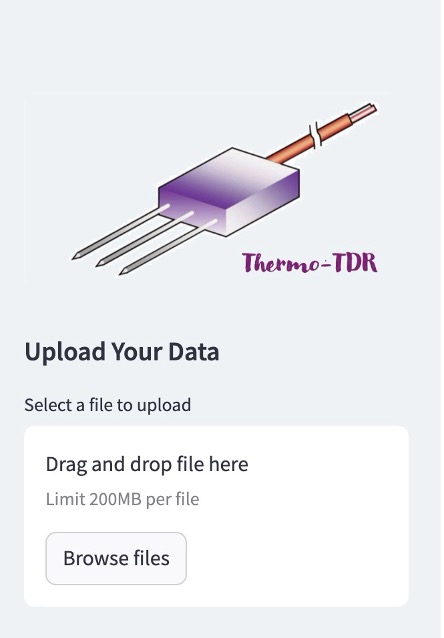 Thermo-TDR
Upload Your Data
Select a file to upload
Drag and drop file here
Limit 200MB per file
Browse files